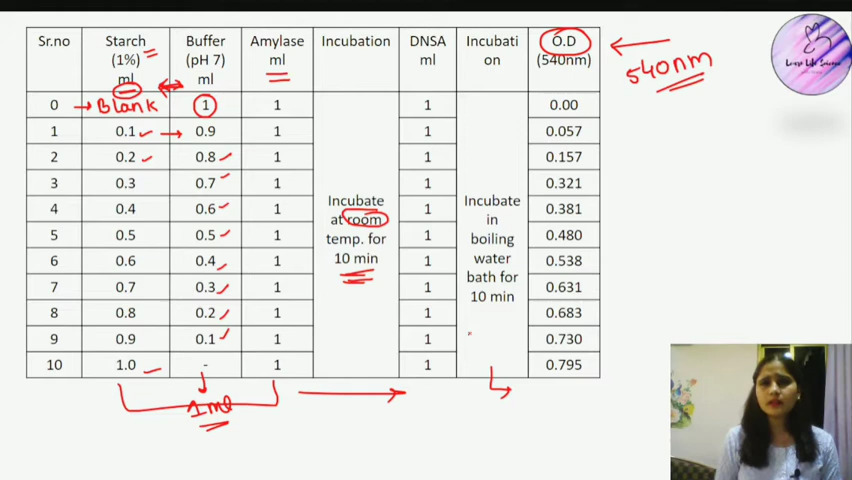 Sr.no Starch (1%) ml Buffer (pH 7) ml Amylase ml Incubation DNSA ml Incubati on O.D (540nm)
540nm
0 Blank 1 1 1 0.00
1 0.1 0.9 1 1 0.057
2 0.2 0.8 1 1 0.157
3 0.3 0.7 1 1 0.321
4 0.4 0.6 1 1 0.381
5 0.5 0.5 1 1 0.480
6 0.6 0.4 1 1 0.538
7 0.7 0.3 1 1 0.631
8 0.8 0.2 1 1 0.683
9 0.9 0.1 1 1 0.730
10 1.0 - 1 1 0.795
Incubate
at room
temp. for
10 min
Incubate
in
boiling
water
bath for
10 min
1ml
Life Science